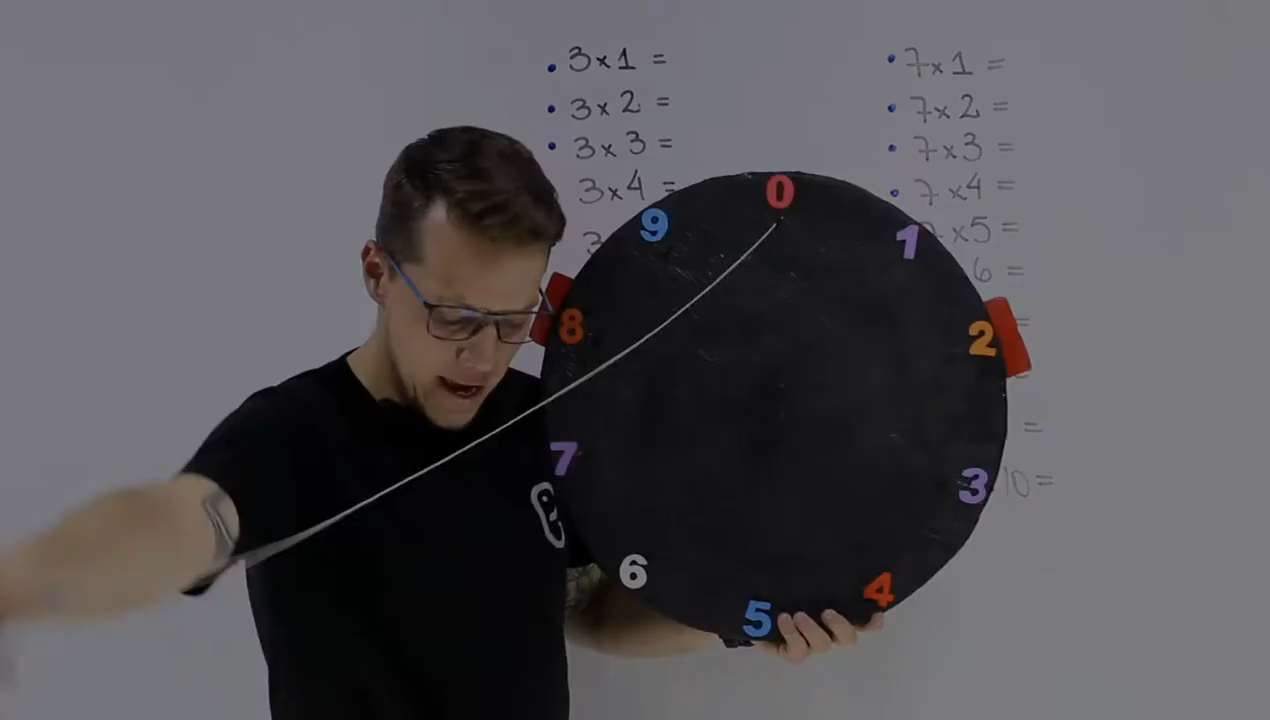 3x1 =
3x2 =
3x3 =
3x4 =
3
7x1 =
7x2 =
7x3 =
7x4 =
x5 =
6 =
=
=
10 =
0
1
2
3
4
5
6
7
8
9